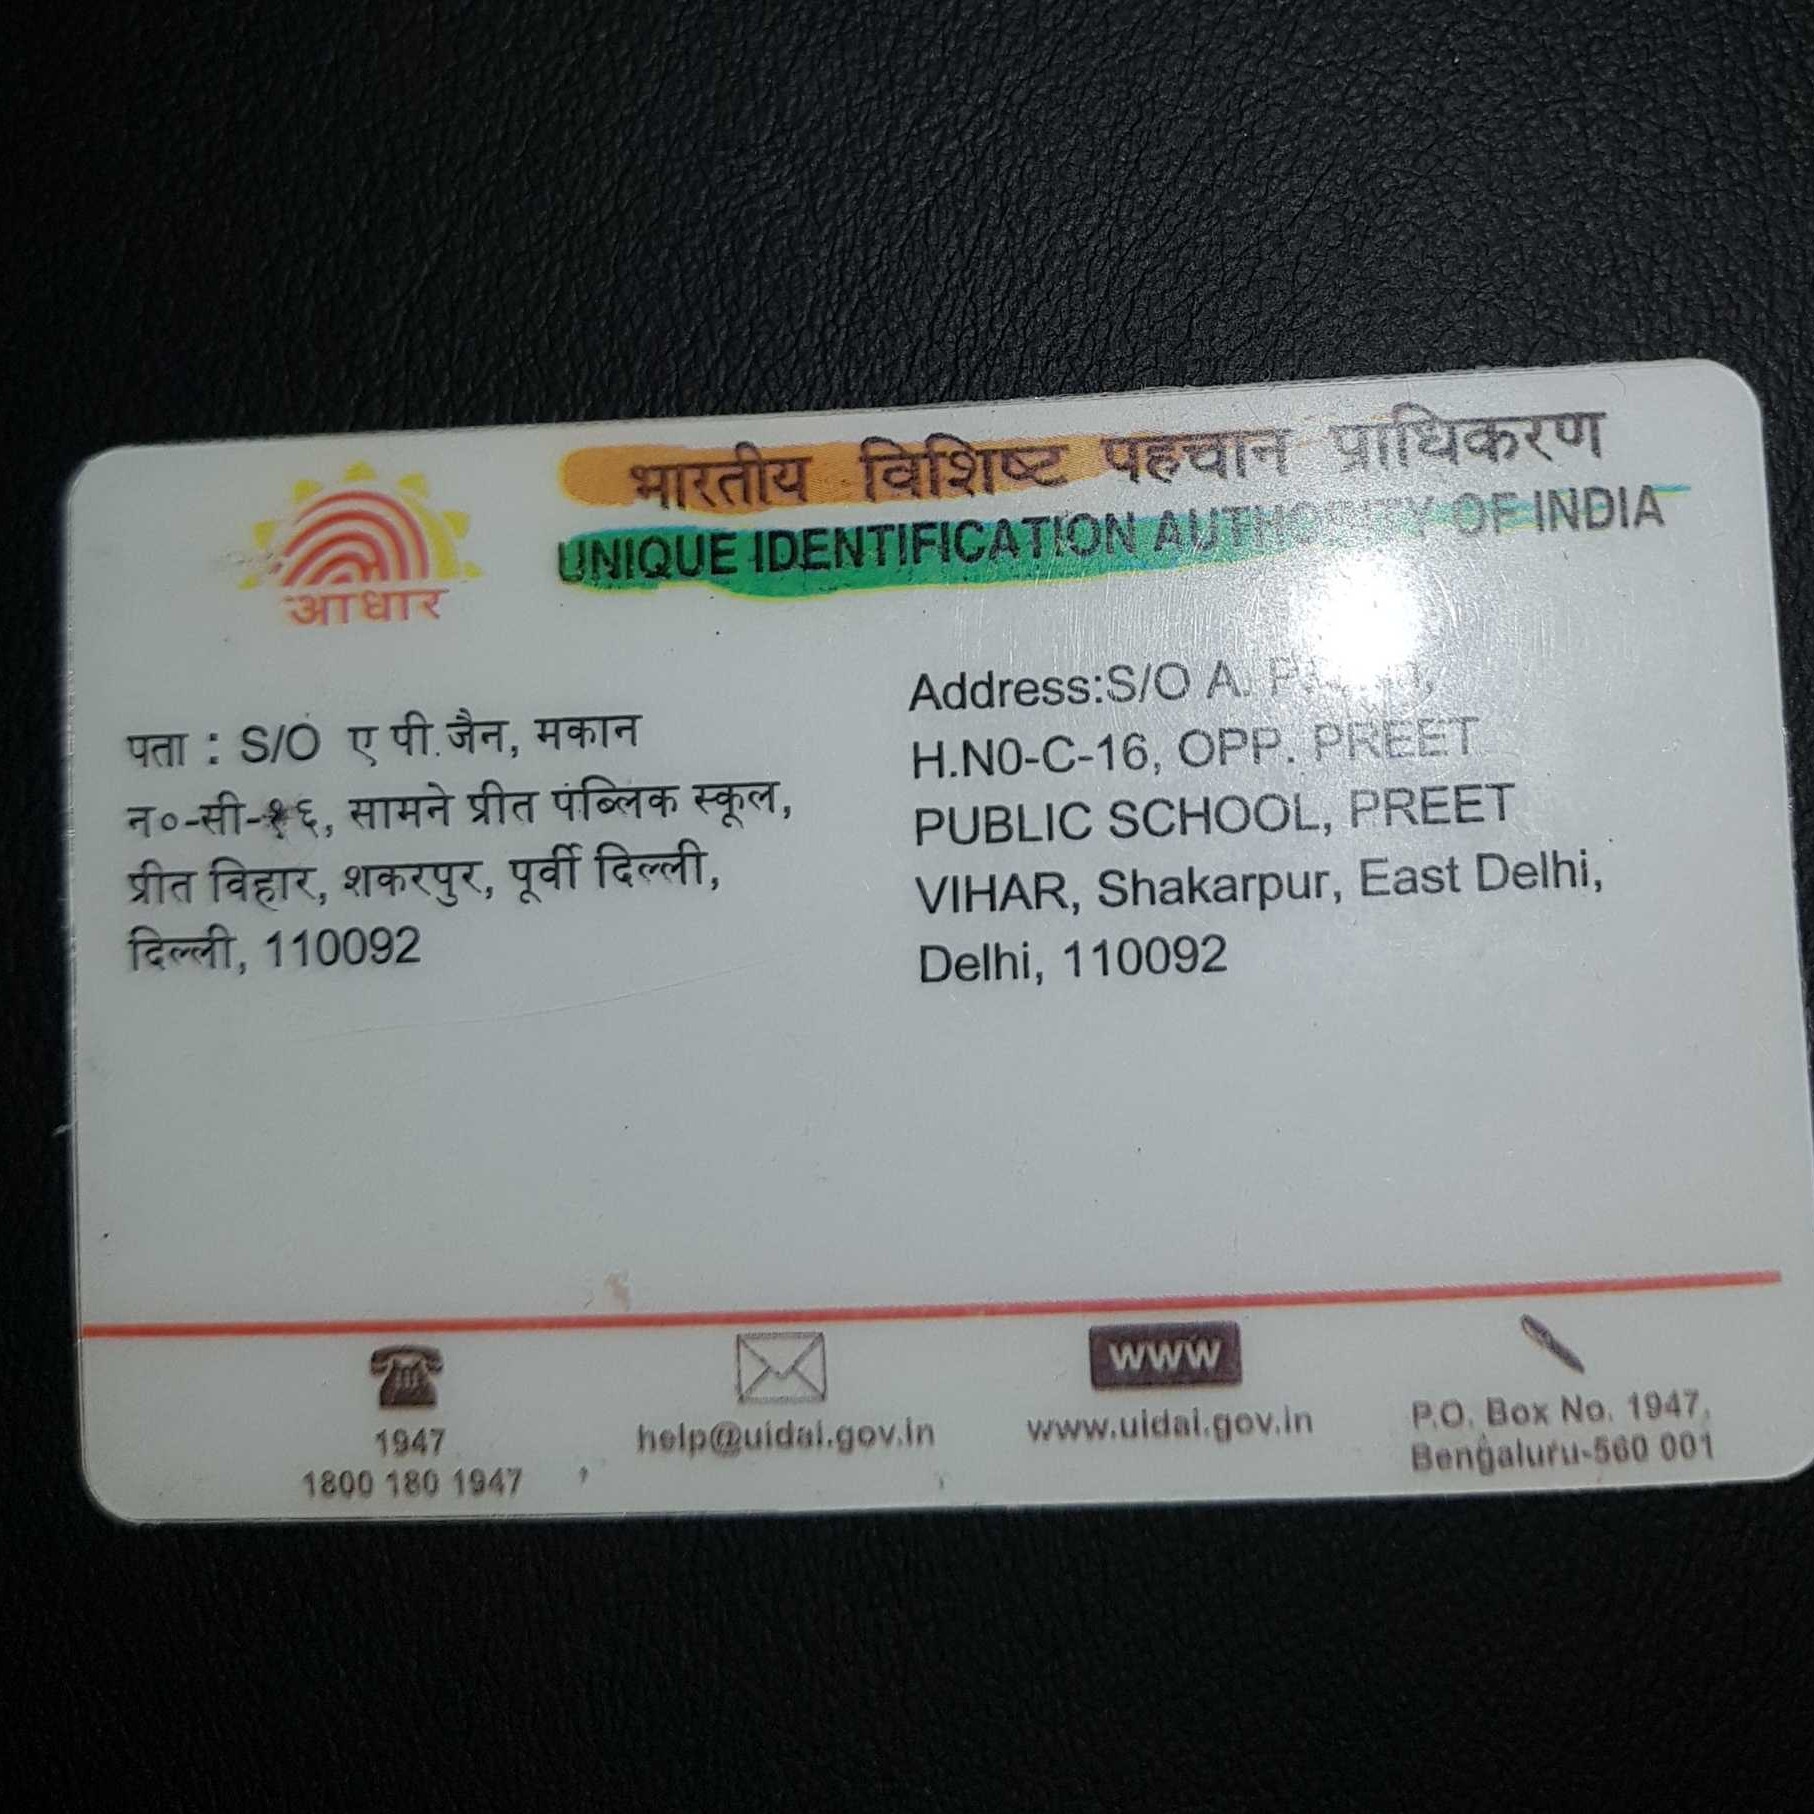 भारतीय विशिष्ट पहचान प्राधिकरण
UNIQUE IDENTIFICATION AUTHORITY OF INDIA
आधार
पता : S/O ए पी.जैन, मकान
न०-सी-१६, सामने प्रीत पब्लिक स्कूल,
प्रीत विहार, शकरपुर, पूर्वी दिल्ली,
दिल्ली, 110092
Address:S/O A.
H.N0-C-16, OPP. PREET
PUBLIC SCHOOL, PREET
VIHAR, Shakarpur, East Delhi,
Delhi, 110092
1947
1800 180 1947
help@uidai.gov.in
www
www.uidai.gov.in
P.O. Box No. 1947,
Bengaluru-560 001